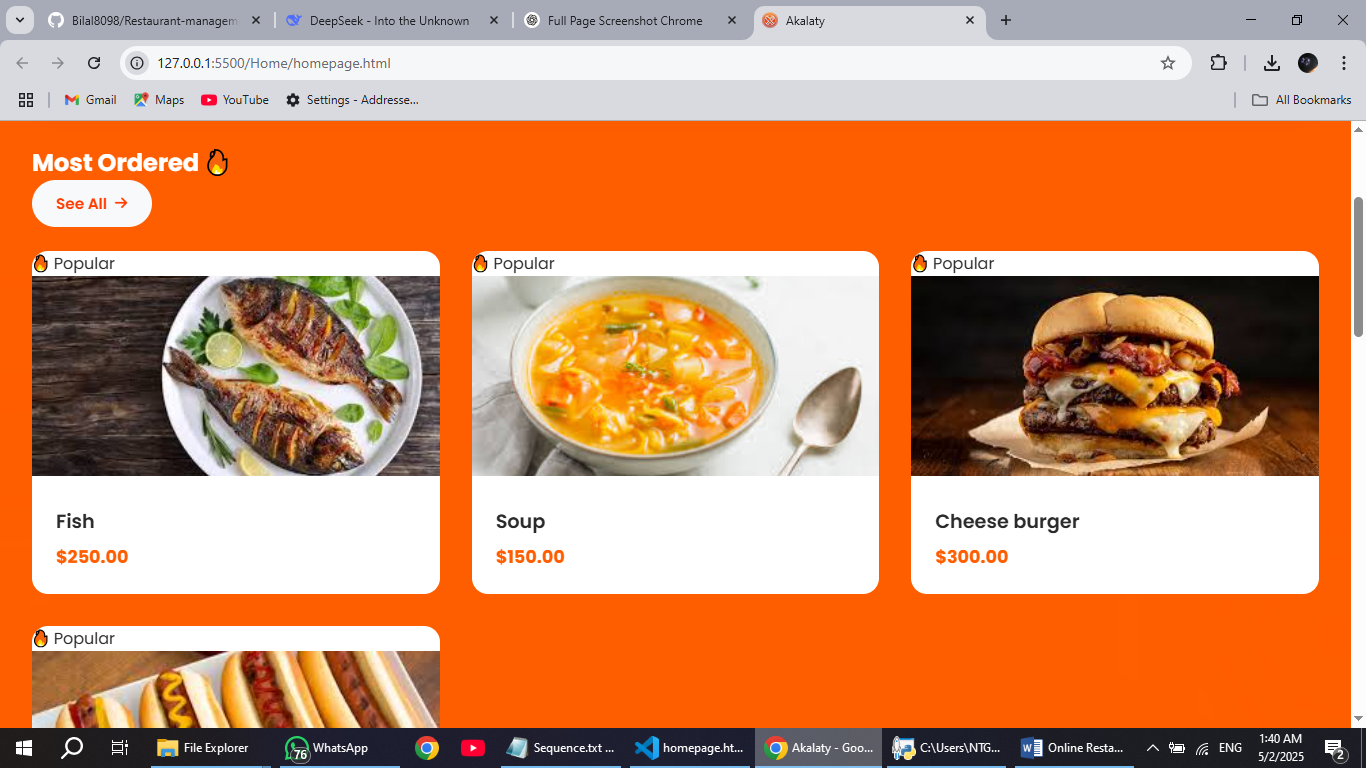 Bilal8098/Restaurant-managem
DeepSeek - Into the Unknown
Full Page Screenshot Chrome
Akalaty
127.0.0.1:5500/Home/homepage.html
Gmail
Maps
YouTube
Settings - Addresse...
All Bookmarks
Most Ordered 🔥
See All →
🔥 Popular
🔥 Popular
🔥 Popular
Fish
Soup
Cheese burger
$250.00
$150.00
$300.00
🔥 Popular
File Explorer
76
WhatsApp
Sequence.txt ...
homepage.ht...
Akalaty - Goo...
C:\Users\NTG...
Online Resta...
ENG
1:40 AM
5/2/2025
2